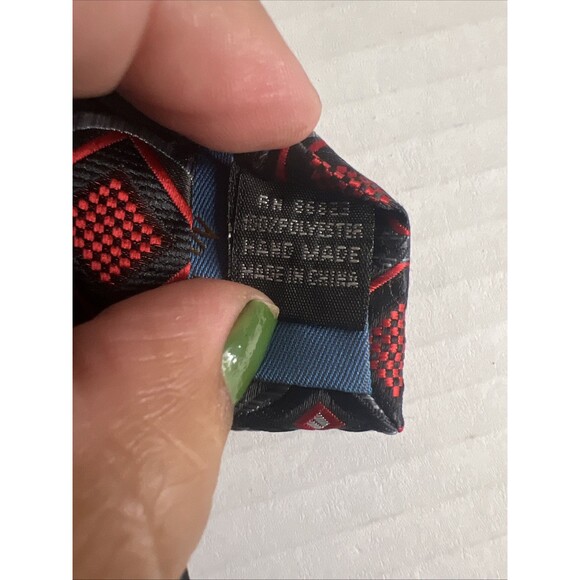 RN
100%POLYESTER
HAND MADE
MADE IN CHINA